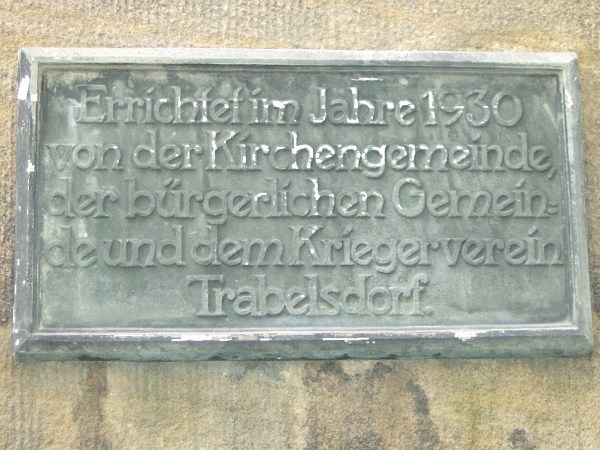 Errichtet im Jahre 1930
von der Kirchengemeinde,
der bürgerlichen Gemein=
de und dem Kriegerverein
Trabelsdorf.